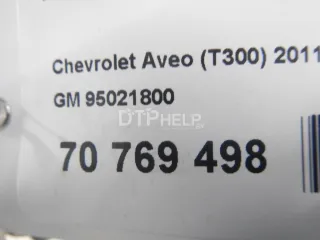 Chevrolet Aveo (T300) 2011
GM 95021800
DTPHELP
70 769 498